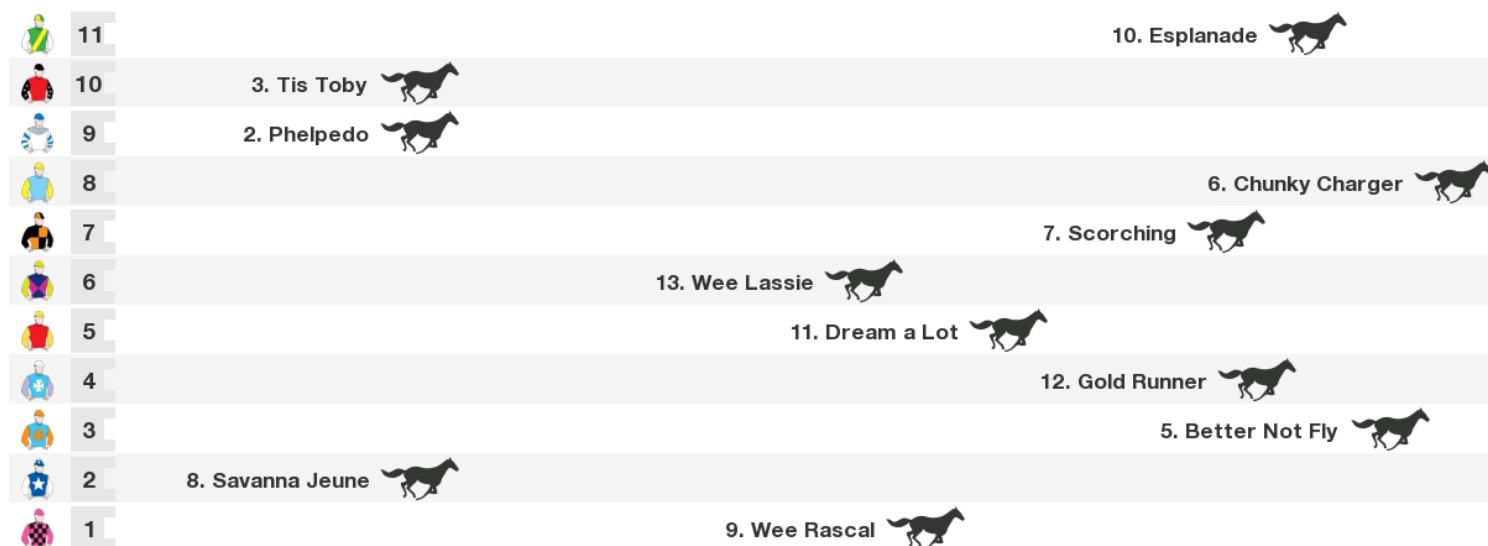 11 10. Esplanade
10 3. Tis Toby
9 2. Phelpedo
8 6. Chunky Charger
7 7. Scorching
6 13. Wee Lassie
5 11. Dream a Lot
4 12. Gold Runner
3 5. Better Not Fly
2 8. Savanna Jeune
1 9. Wee Rascal